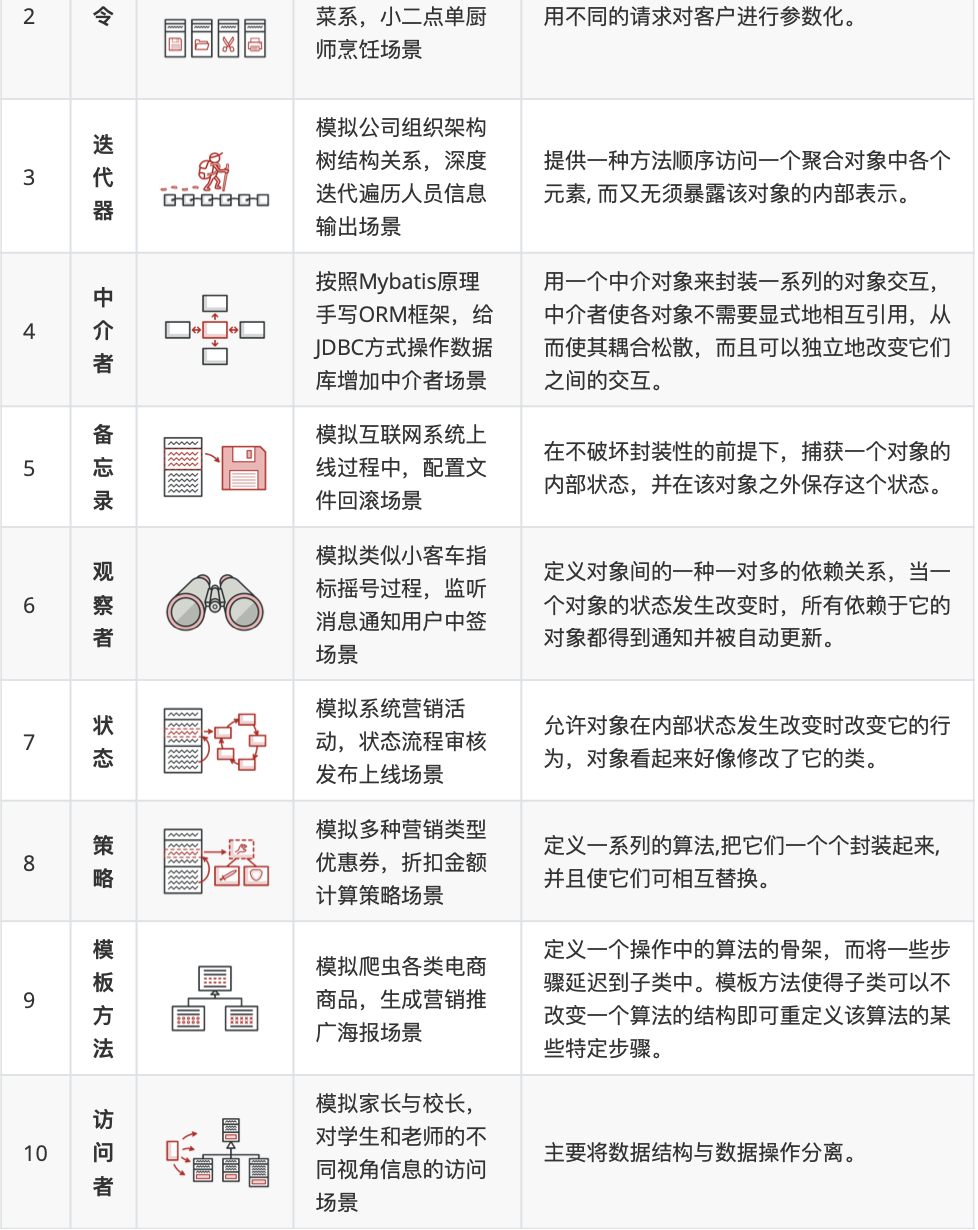 2
令
菜系，小二点单厨
师烹饪场景
用不同的请求对客户进行参数化。
3
迭
代
器
模拟公司组织架构
树结构关系，深度
迭代遍历人员信息
输出场景
提供一种方法顺序访问一个聚合对象中各个
元素, 而又无须暴露该对象的内部表示。
4
中
介
者
按照Mybatis原理
手写ORM框架，给
JDBC方式操作数据
库增加中介者场景
用一个中介对象来封装一系列的对象交互，
中介者使各对象不需要显式地相互引用，从
而使其耦合松散，而且可以独立地改变它们
之间的交互。
5
备
忘
录
模拟互联网系统上
线过程中，配置文
件回滚场景
在不破坏封装性的前提下，捕获一个对象的
内部状态，并在该对象之外保存这个状态。
6
观
察
者
模拟类似小客车指
标摇号过程，监听
消息通知用户中签
场景
定义对象间的一种一对多的依赖关系，当一
个对象的状态发生改变时，所有依赖于它的
对象都得到通知并被自动更新。
7
状
态
模拟系统营销活
动，状态流程审核
发布上线场景
允许对象在内部状态发生改变时改变它的行
为，对象看起来好像修改了它的类。
8
策
略
模拟多种营销类型
优惠券，折扣金额
计算策略场景
定义一系列的算法,把它们一个个封装起来,
并且使它们可相互替换。
9
模
板
方
法
模拟爬虫各类电商
商品，生成营销推
广海报场景
定义一个操作中的算法的骨架，而将一些步
骤延迟到子类中。模板方法使得子类可以不
改变一个算法的结构即可重定义该算法的某
些特定步骤。
10
访
问
者
模拟家长与校长，
对学生和老师的不
同视角信息的访问
场景
主要将数据结构与数据操作分离。